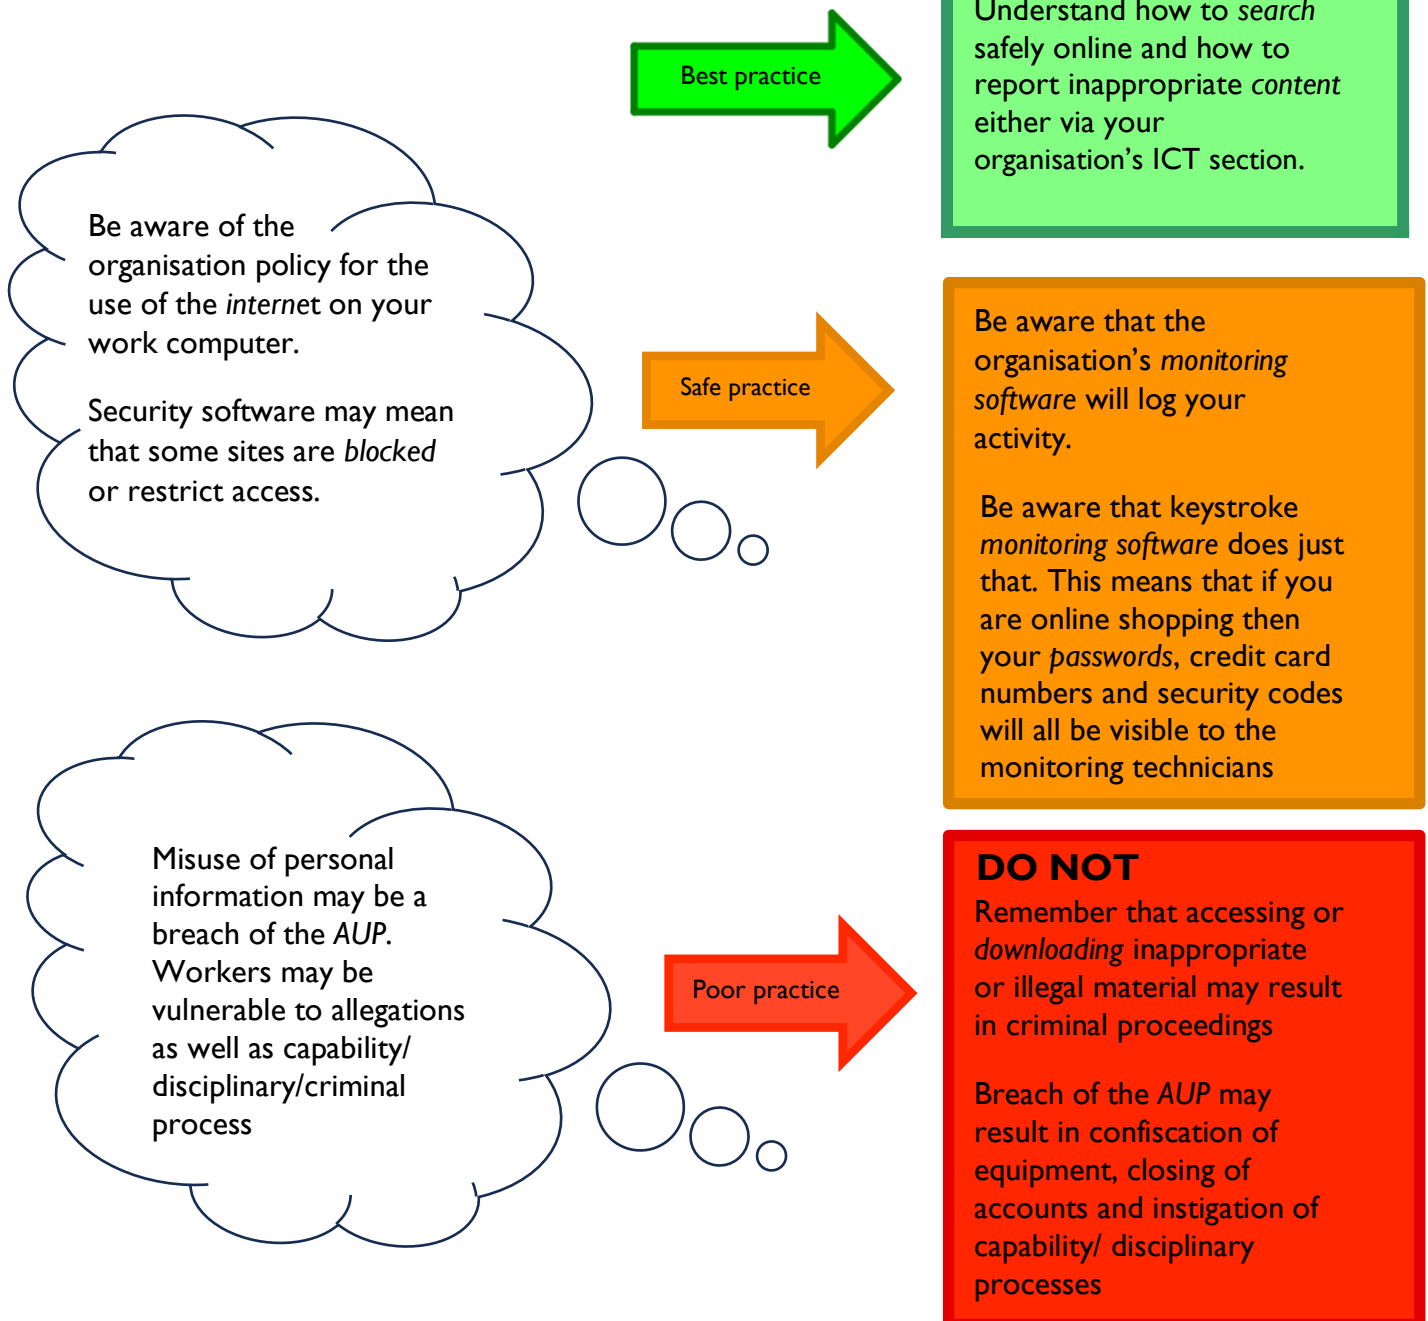 Best practice
Understand how to search
safely online and how to
report inappropriate content
either via your
organisation's ICT section.
Be aware of the
organisation policy for the
use of the internet on your
work computer.
Security software may mean
that some sites are blocked
or restrict access.
Safe practice
Be aware that the
organisation's monitoring
software will log your
activity.
Be aware that keystroke
monitoring software does just
that. This means that if you
are online shopping then
your passwords, credit card
numbers and security codes
will all be visible to the
monitoring technicians
Misuse of personal
information may be a
breach of the AUP.
Workers may be
vulnerable to allegations
as well as capability/
disciplinary/criminal
process
Poor practice
DO NOT
Remember that accessing or
downloading inappropriate
or illegal material may result
in criminal proceedings
Breach of the AUP may
result in confiscation of
equipment, closing of
accounts and instigation of
capability/ disciplinary
processes